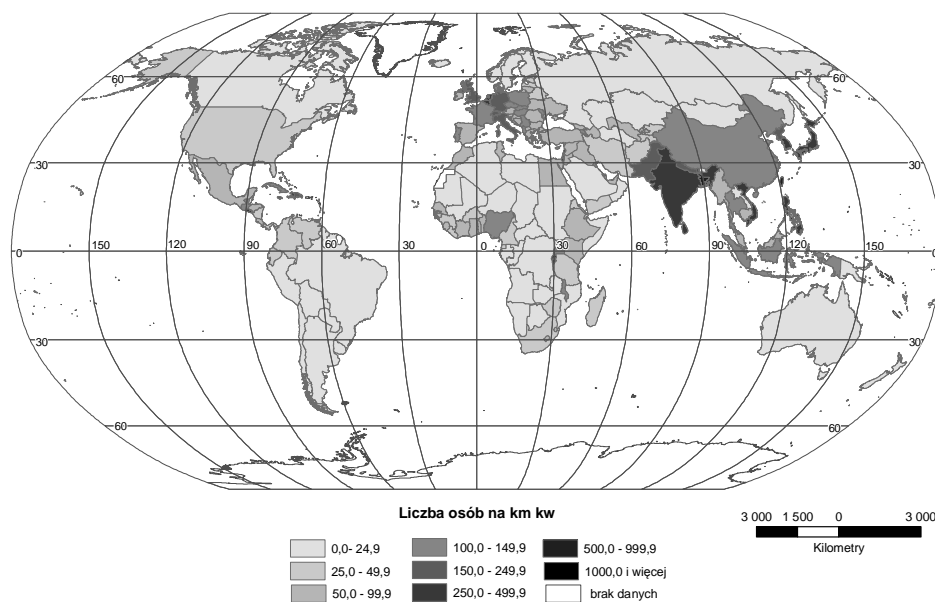 60 60
30 30
150 120 90 60 30 0 30 60 90 120 150
0 0
30 30
60 60
Liczba osób na km kw
0,0- 24,9
25,0 - 49,9
50,0 - 99,9
100,0 - 149,9
150,0 - 249,9
250,0 - 499,9
500,0 - 999,9
1000,0 i więcej
brak danych
3 000 1 500 0 3 000
Kilometry